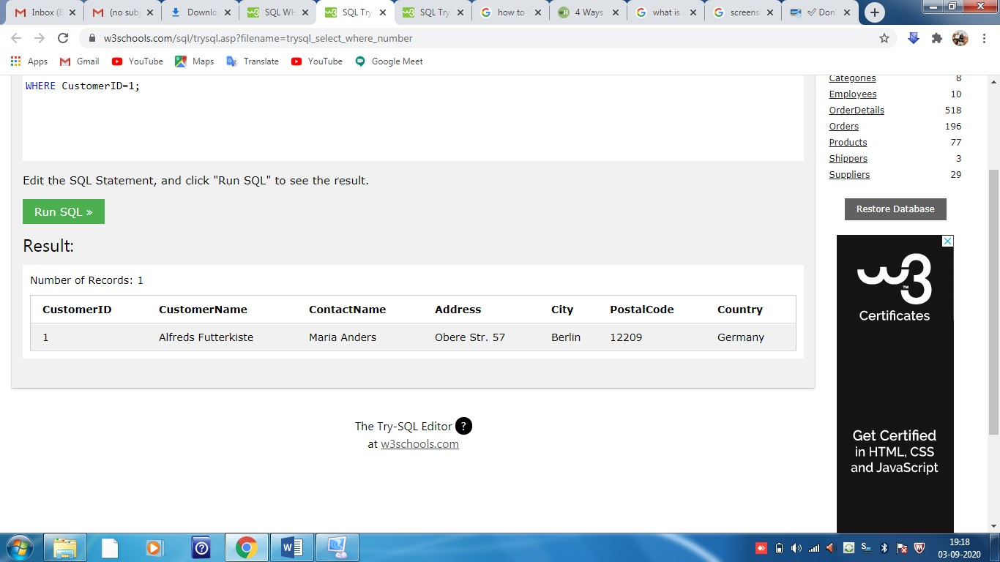 Inbox (8
(no sub
Downlo
SQL WH
SQL Try
SQL Try
how to
4 Ways
what is
screens
Don'
w3schools.com/sql/trysql.asp?filename=trysql_select_where_number
Apps
Gmail
YouTube
Maps
Translate
YouTube
Google Meet
WHERE CustomerID=1;
Edit the SQL Statement, and click "Run SQL" to see the result.
Run SQL »
Result:
Number of Records: 1
CustomerID CustomerName ContactName Address City PostalCode Country
1 Alfreds Futterkiste Maria Anders Obere Str. 57 Berlin 12209 Germany
The Try-SQL Editor ?
at w3schools.com
Categories 8
Employees 10
OrderDetails 518
Orders 196
Products 77
Shippers 3
Suppliers 29
Restore Database
w3
TM
Certificates
Get Certified
in HTML, CSS
and JavaScript
19:18
03-09-2020